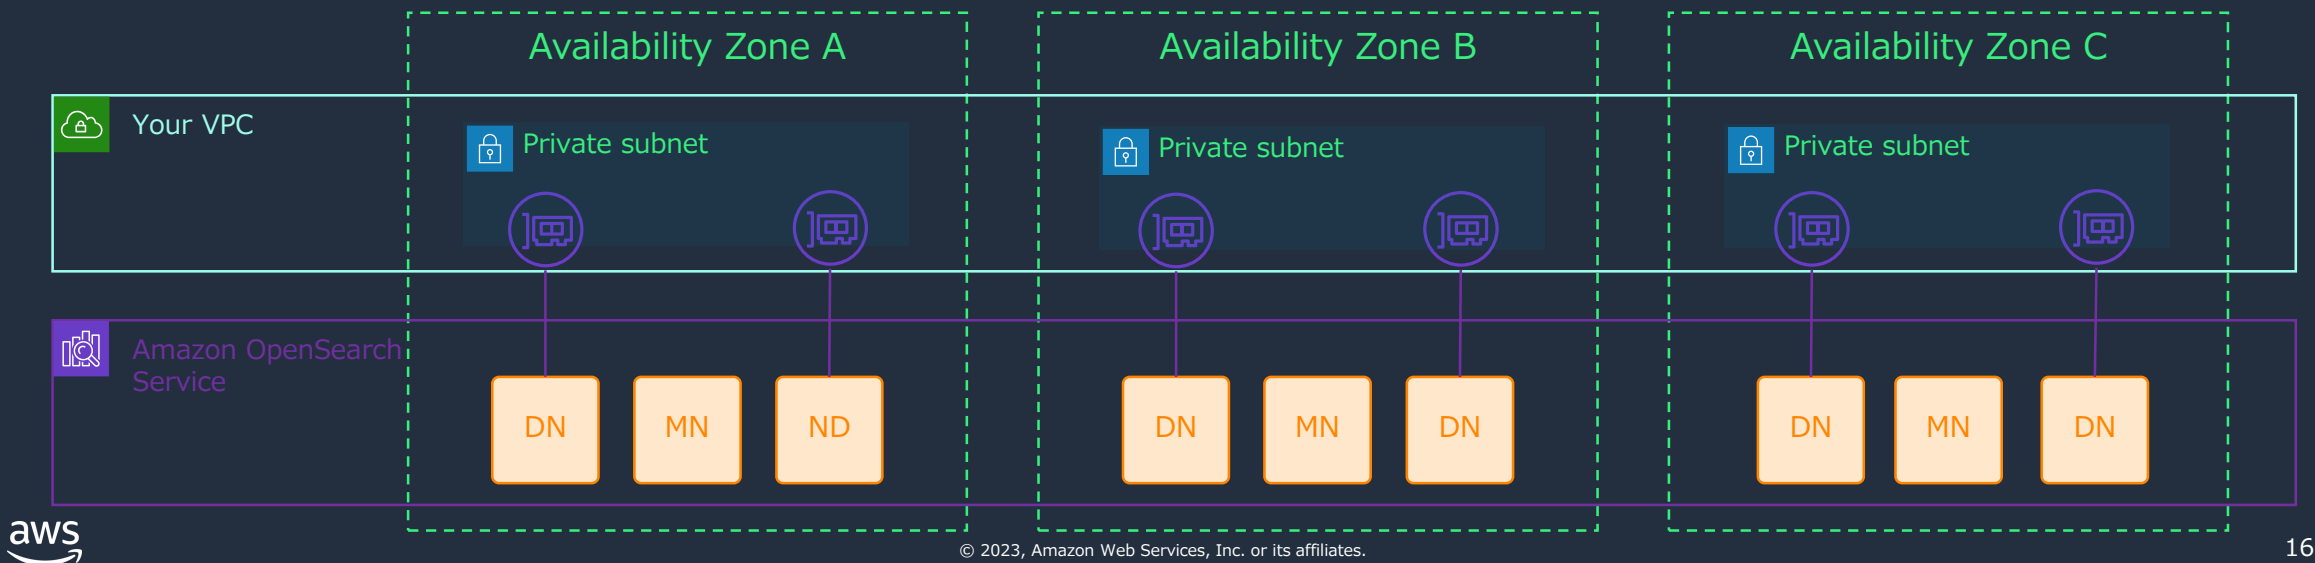 Availability Zone A
Availability Zone B
Availability Zone C
Your VPC
Private subnet
Private subnet
Private subnet
Amazon OpenSearch
Service
DN
MN
ND
DN
MN
DN
DN
MN
DN
aws
© 2023, Amazon Web Services, Inc. or its affiliates.
16